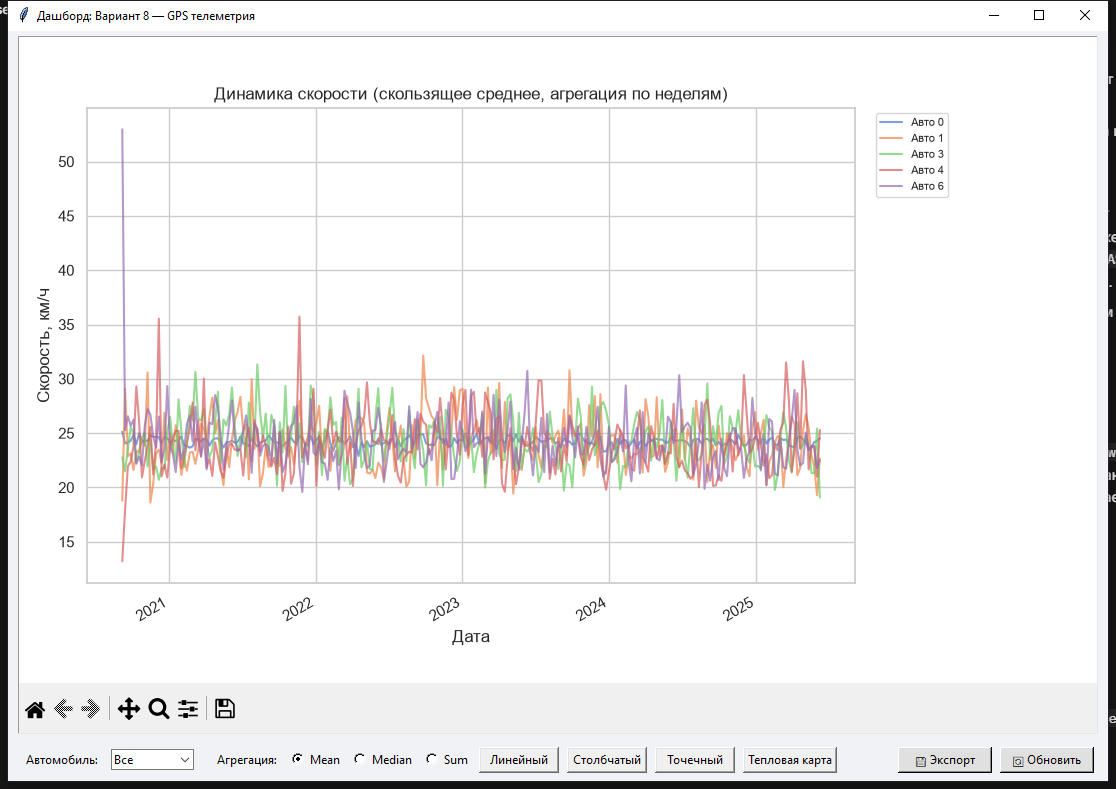 Дашборд: Вариант 8 — GPS телеметрия
Динамика скорости (скользящее среднее, агрегация по неделям)
Авто 0
Авто 1
Авто 3
Авто 4
Авто 6
Скорость, км/ч
50
45
40
35
30
25
20
15
2021
2022
2023
2024
2025
Дата
Автомобиль: Все Агрегация: Mean Median Sum Линейный Столбчатый Точечный Тепловая карта Экспорт Обновить